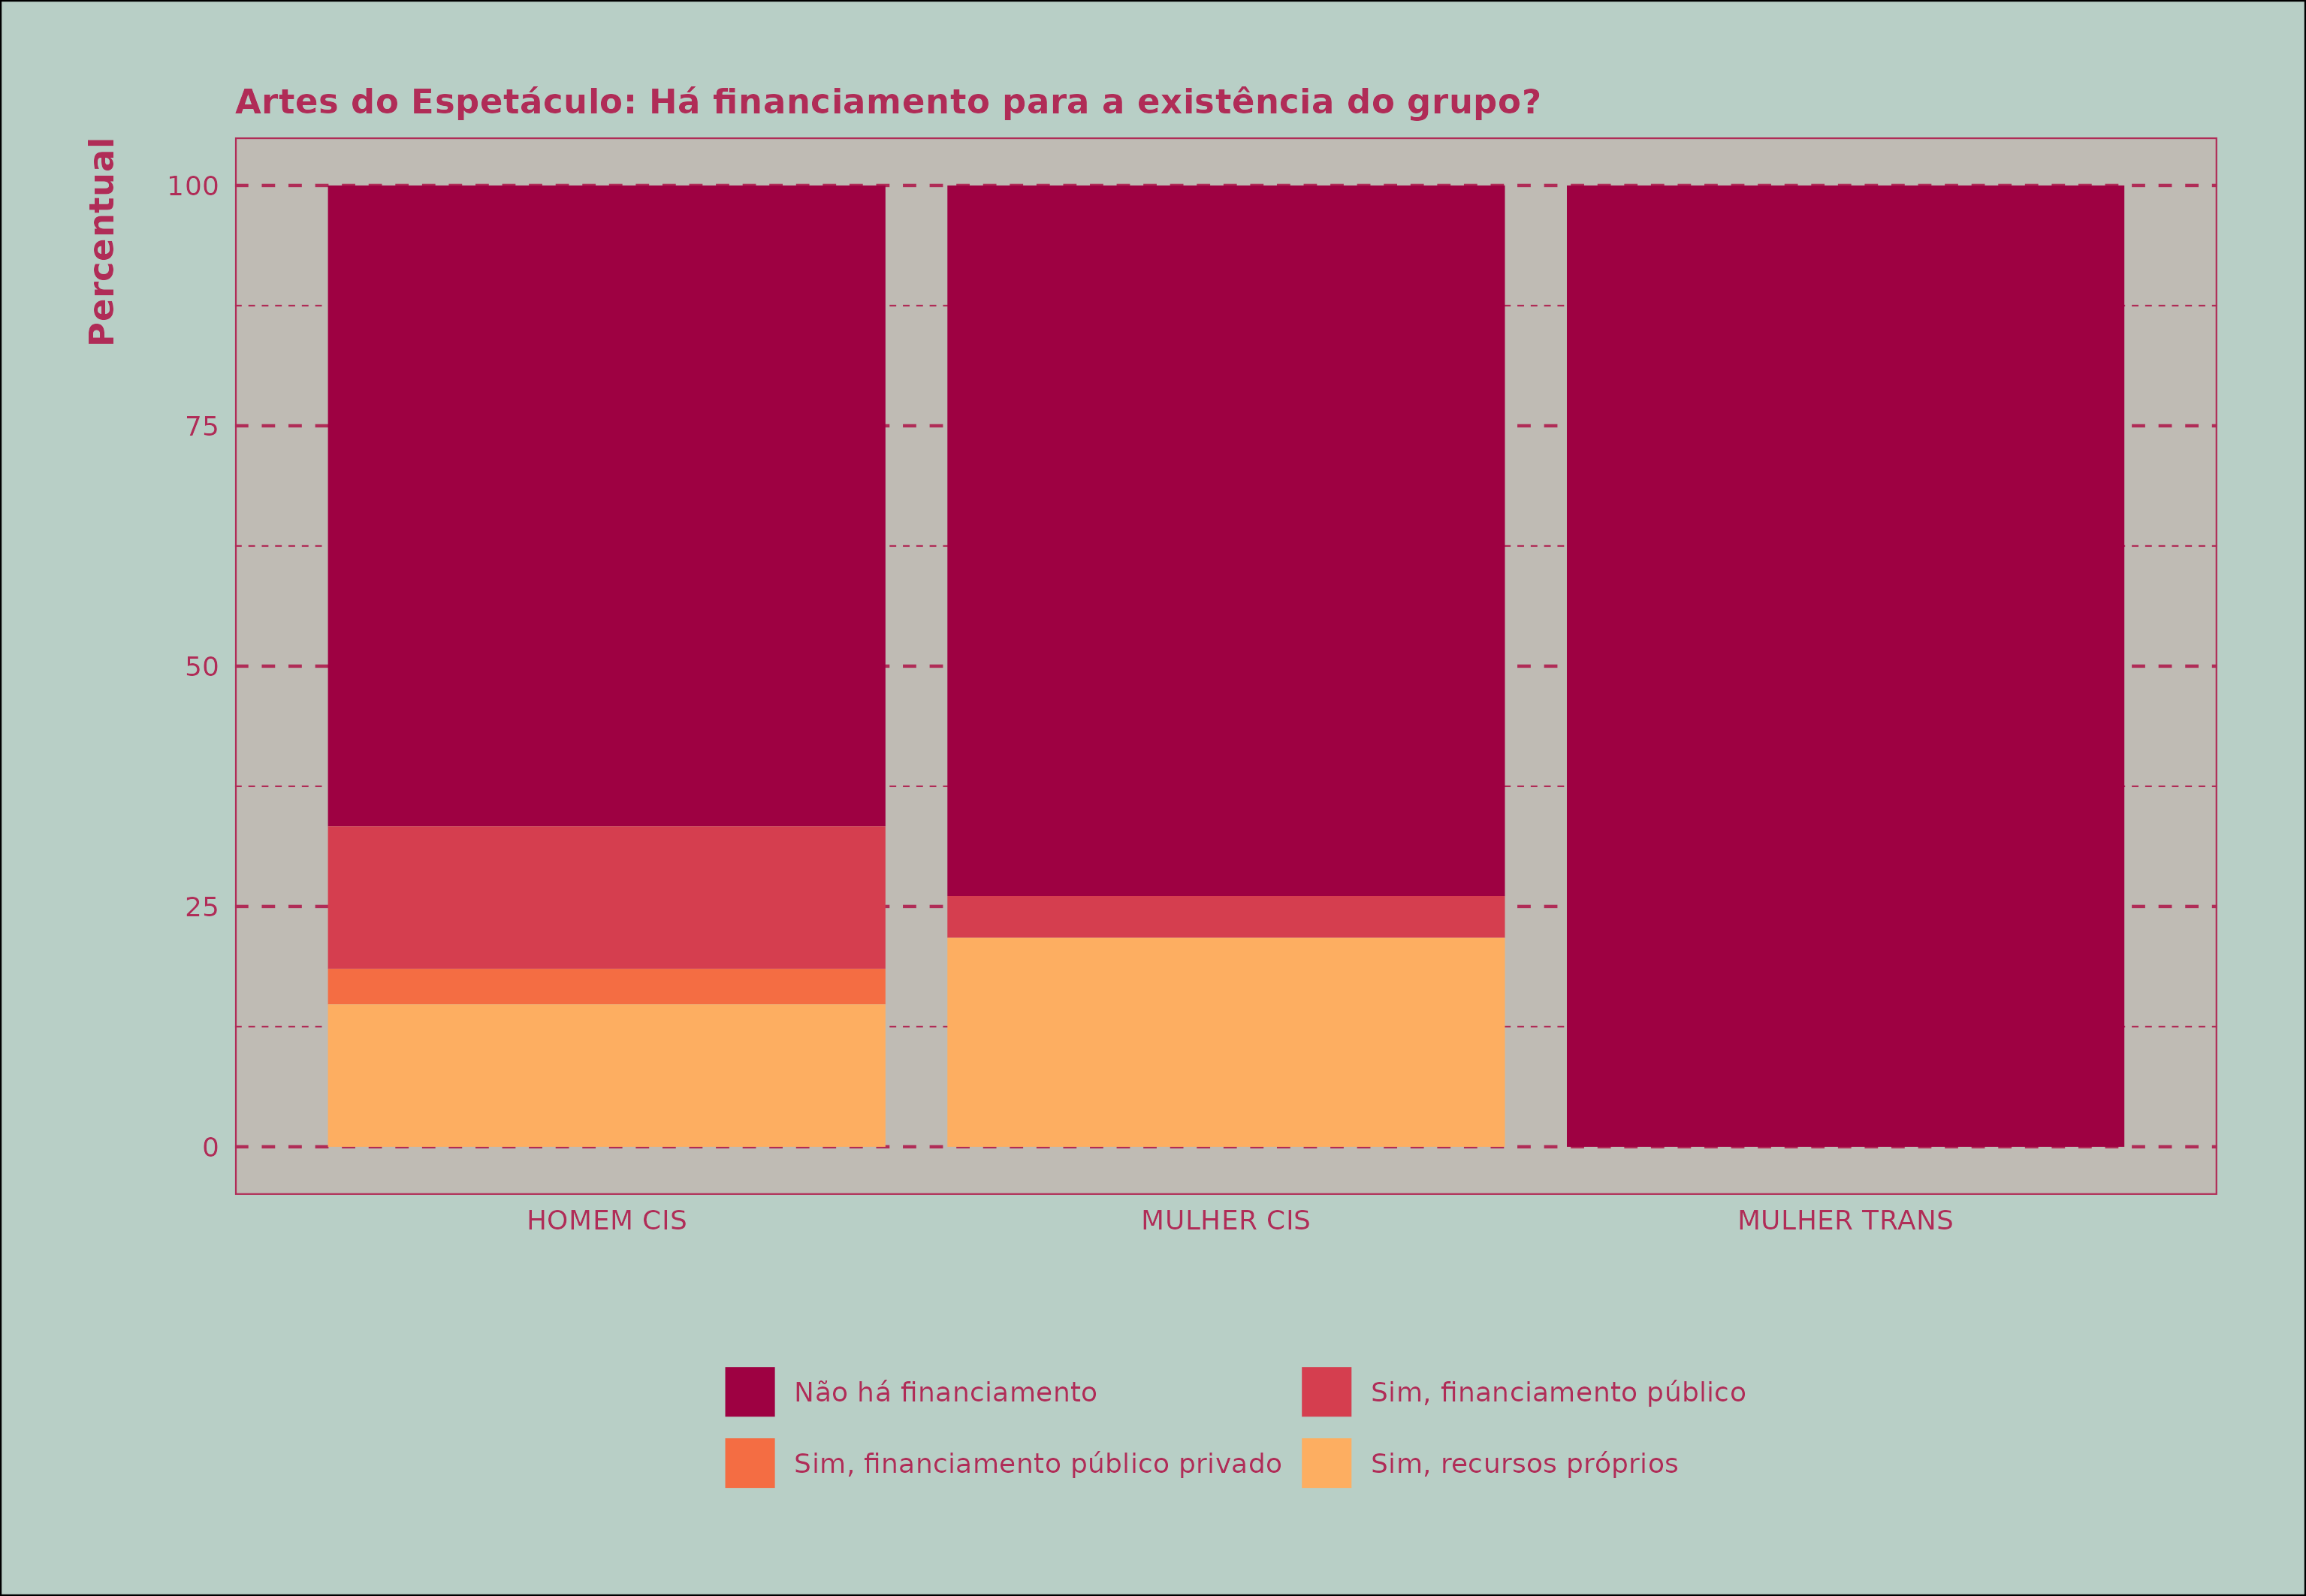 Artes do Espetáculo: Há financiamento para a existência do grupo?
Percentual
100
75
50
25
0
HOMEM CIS
MULHER CIS
MULHER TRANS
Não há financiamento
Sim, financiamento público
Sim, financiamento público privado
Sim, recursos próprios